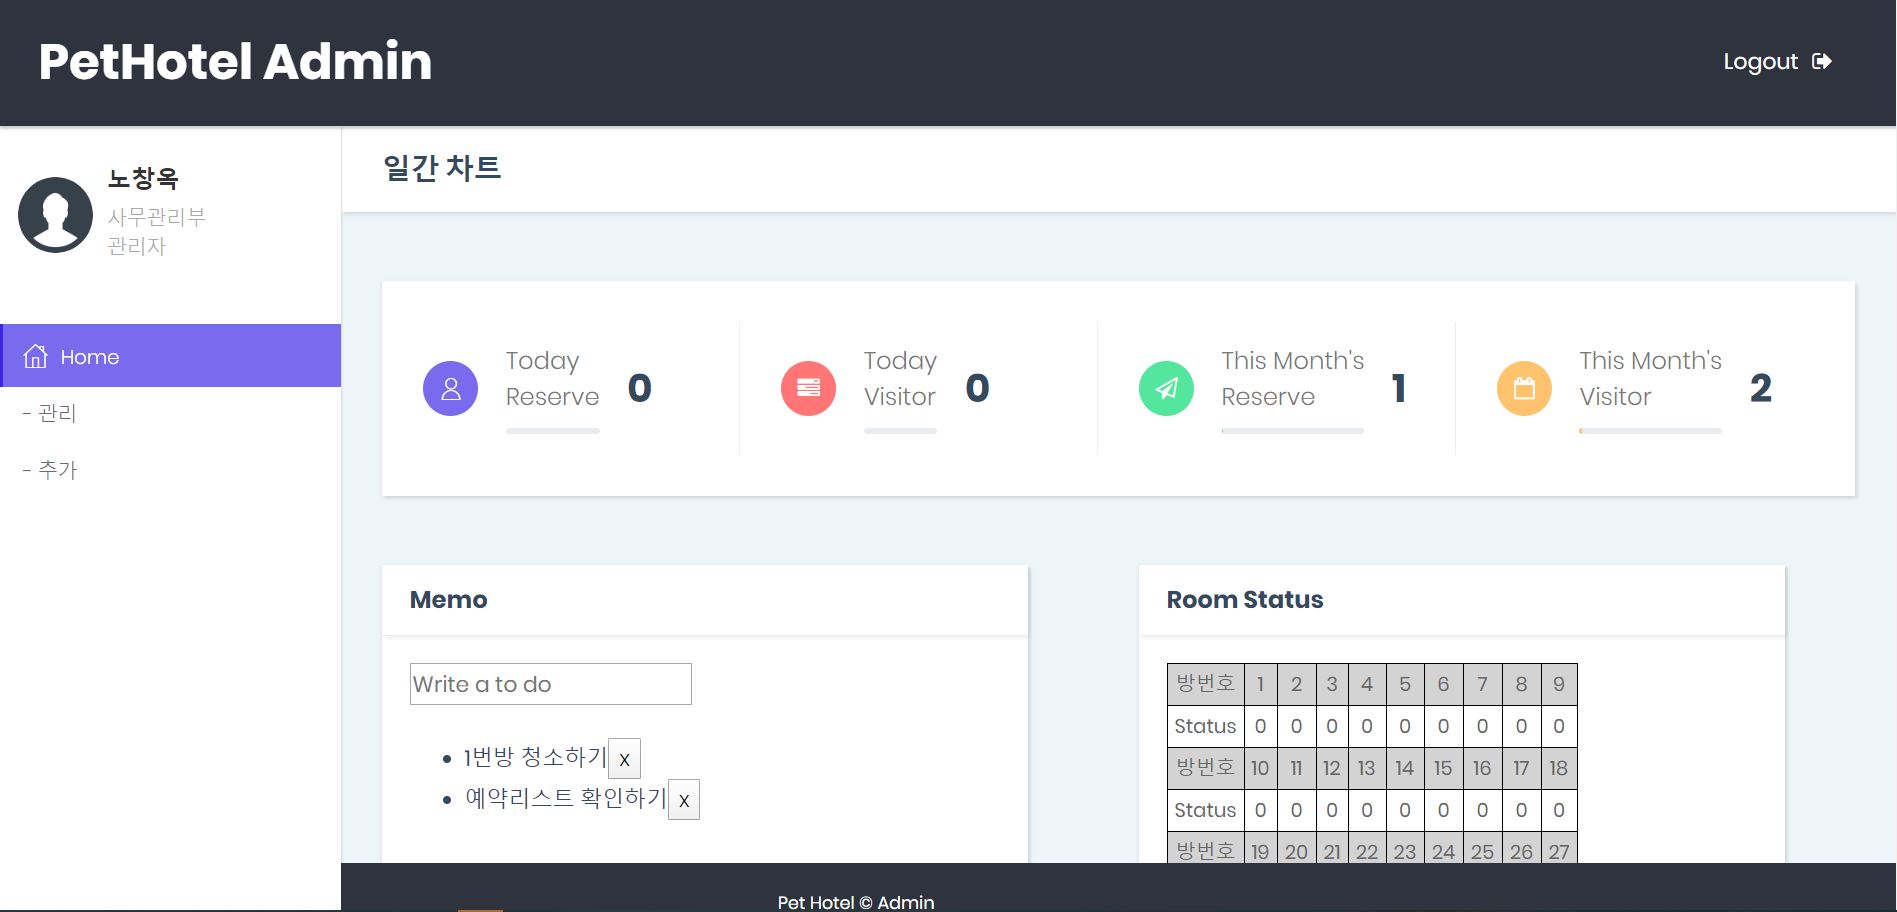 PetHotel Admin
Logout
노창옥
사무관리부
관리자
Home
- 관리
- 추가
일간 차트
Today
Reserve
0
Today
Visitor
0
This Month's
Reserve
1
This Month's
Visitor
2
Memo
Write a to do
1번방 청소하기 x
예약리스트 확인하기 x
Room Status
방번호 1 2 3 4 5 6 7 8 9
Status 0 0 0 0 0 0 0 0 0
방번호 10 11 12 13 14 15 16 17 18
Status 0 0 0 0 0 0 0 0 0
방번호 19 20 21 22 23 24 25 26 27
Pet Hotel © Admin